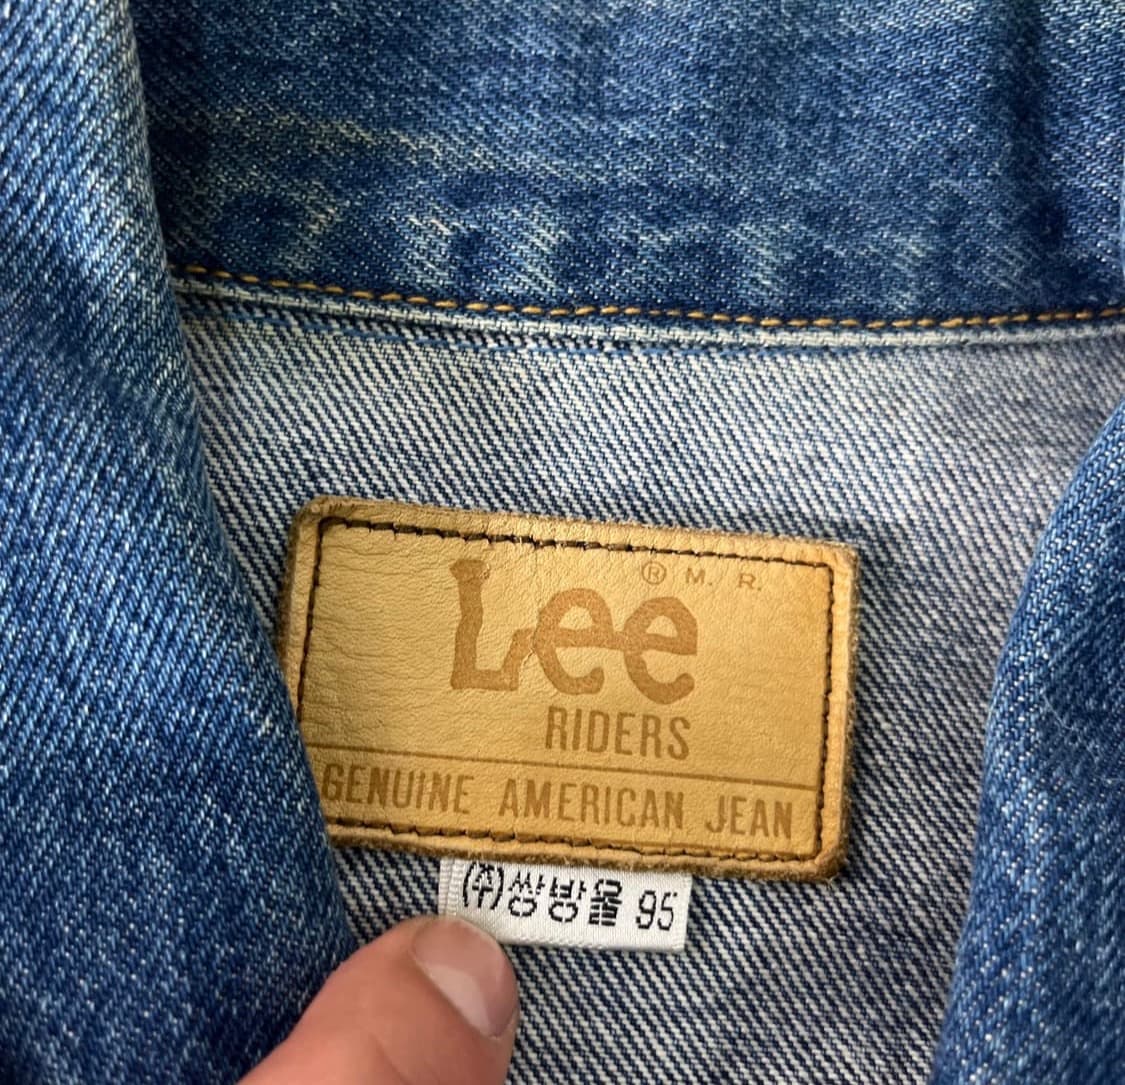 Lee ® M. R.
RIDERS
GENUINE AMERICAN JEAN
(주)쌍방울 95